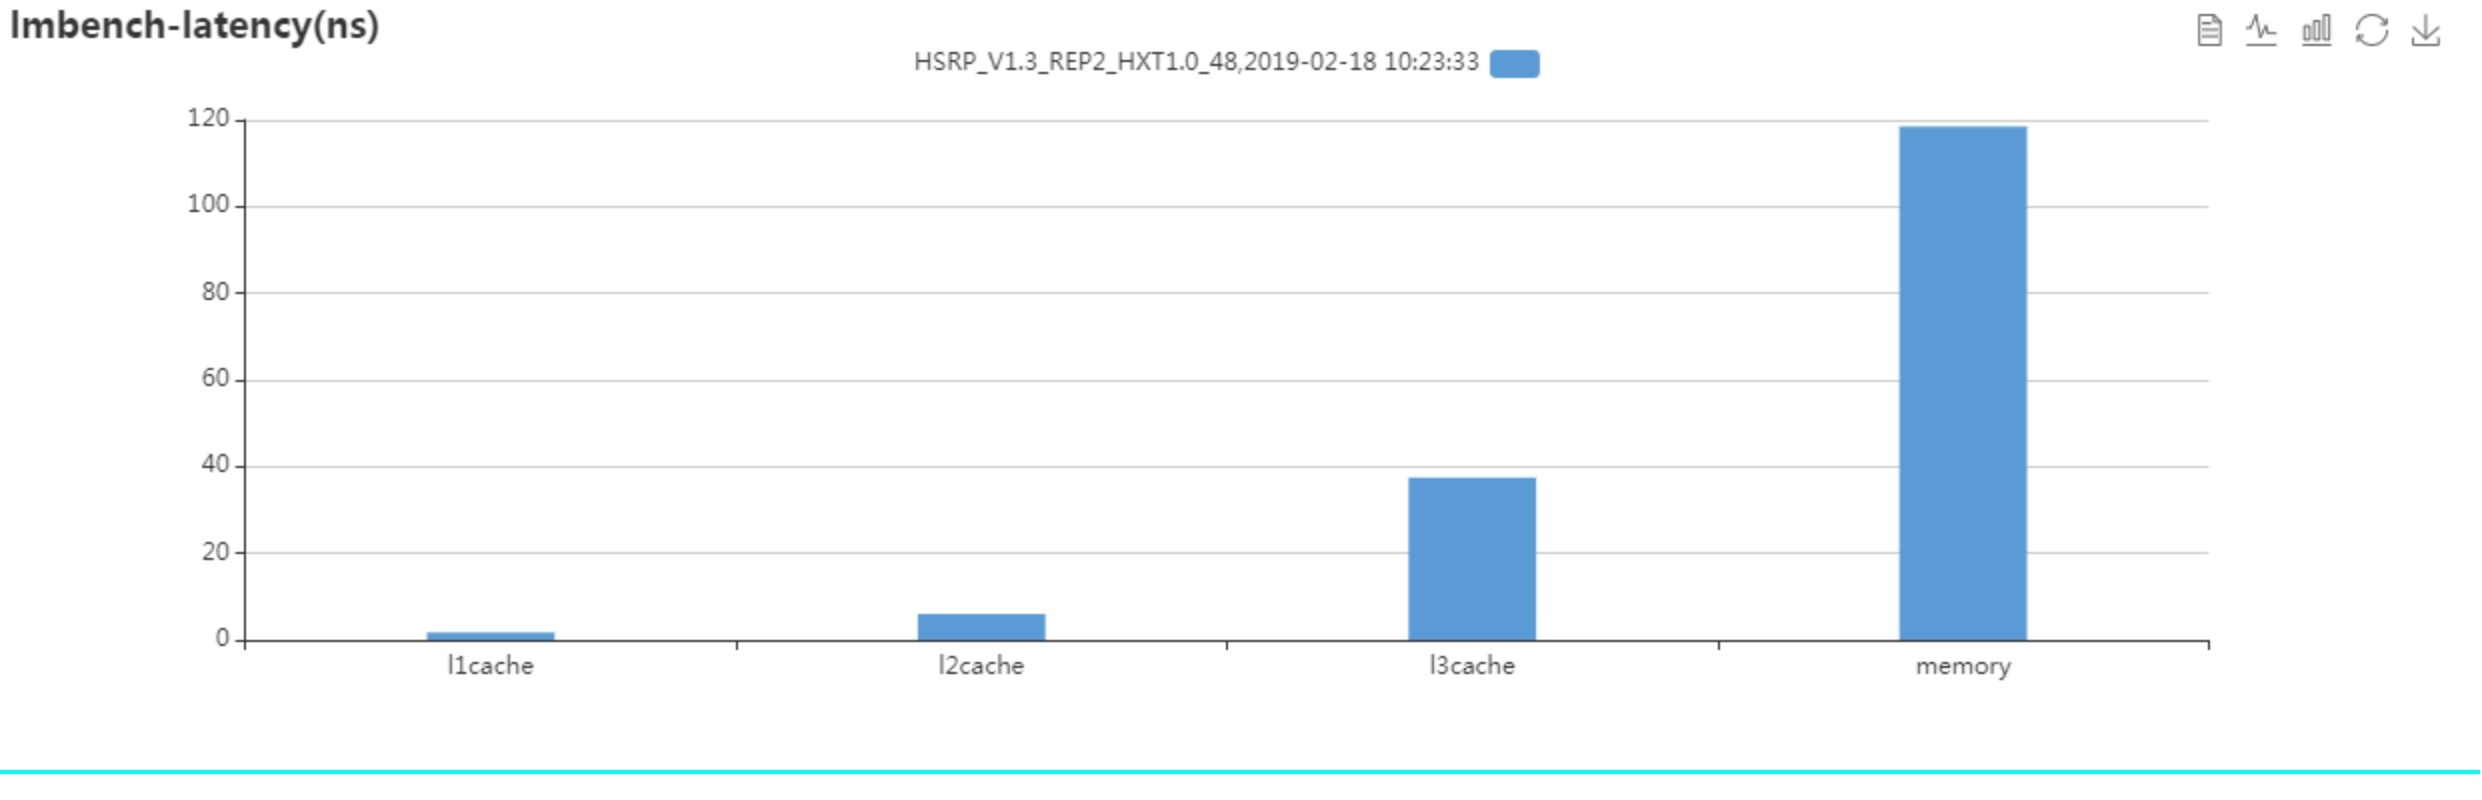 lmbench-latency(ns)
HSRP_V1.3_REP2_HXT1.0_48,2019-02-18 10:23:33
120
100
80
60
40
20
0
l1cache l2cache l3cache memory